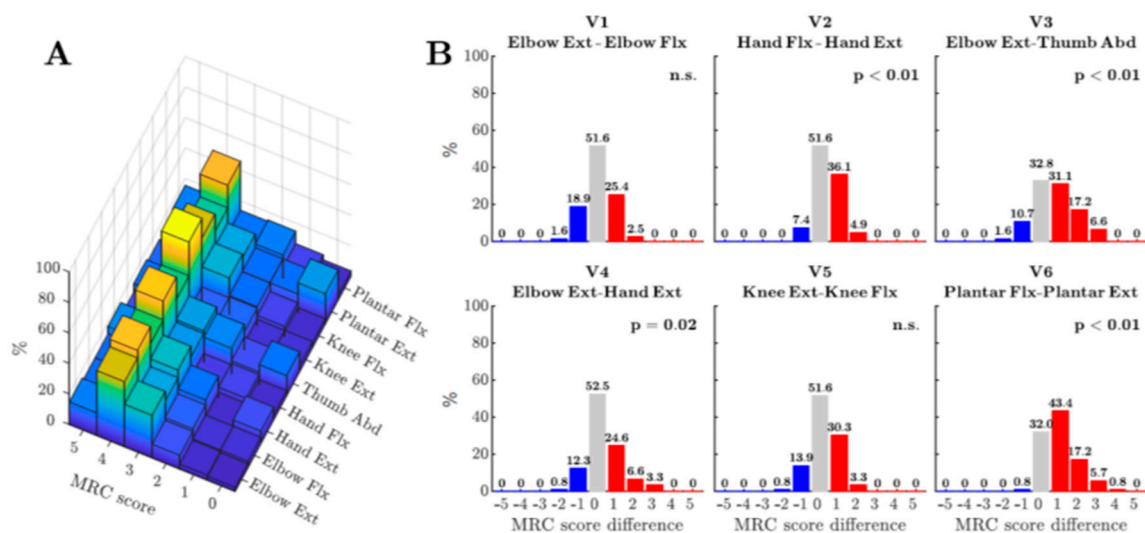 A
100
80
60
40
20
0
%
5 4 3 2 1 0
MRC score
Plantar Flx
Plantar Ext
Knee Flx
Knee Ext
Thumb Abd
Hand Flx
Hand Ext
Elbow Flx
Elbow Ext
B
V1
Elbow Ext - Elbow Flx
n.s.
100
80
60
40
20
0
%
0 0 0 1.6 18.9 51.6 25.4 2.5 0 0 0
V2
Hand Flx - Hand Ext
p < 0.01
0 0 0 0 7.4 51.6 36.1 4.9 0 0 0
V3
Elbow Ext-Thumb Abd
p < 0.01
0 0 0 1.6 10.7 32.8 31.1 17.2 6.6 0 0
V4
Elbow Ext-Hand Ext
p = 0.02
100
80
60
40
20
0
%
0 0 0 0.8 12.3 52.5 24.6 6.6 3.3 0 0
-5 -4 -3 -2 -1 0 1 2 3 4 5
MRC score difference
V5
Knee Ext-Knee Flx
n.s.
0 0 0 0.8 13.9 51.6 30.3 3.3 0 0 0
-5 -4 -3 -2 -1 0 1 2 3 4 5
MRC score difference
V6
Plantar Flx-Plantar Ext
p < 0.01
0 0 0 0 0.8 32.0 43.4 17.2 5.7 0.8 0
-5 -4 -3 -2 -1 0 1 2 3 4 5
MRC score difference